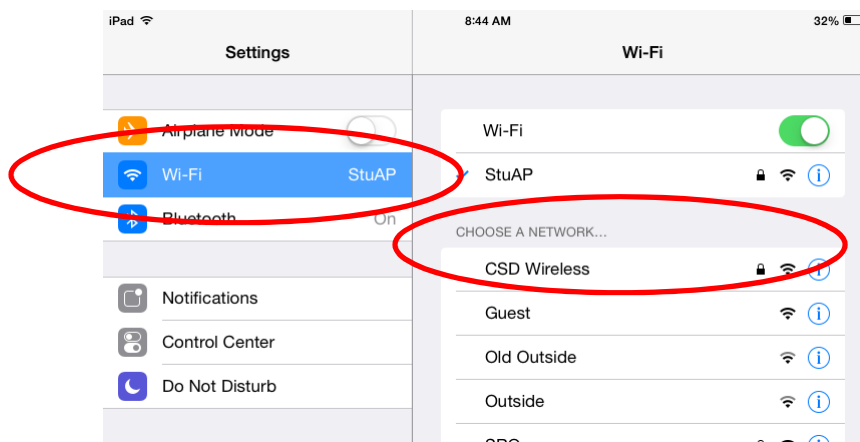 iPad 8:44 AM 32%
Settings
Wi-Fi
Airplane Mode
Wi-Fi StuAP
Bluetooth On
Notifications
Control Center
Do Not Disturb
Wi-Fi
StuAP
CHOOSE A NETWORK...
CSD Wireless
Guest
Old Outside
Outside